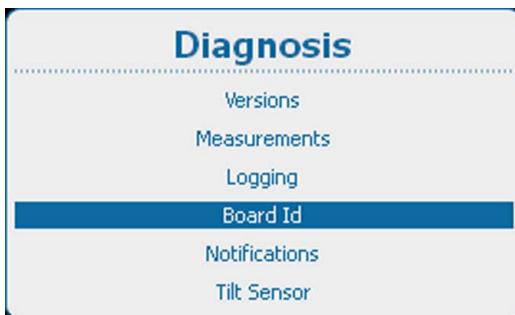 Diagnosis
Versions
Measurements
Logging
Board Id
Notifications
Tilt Sensor